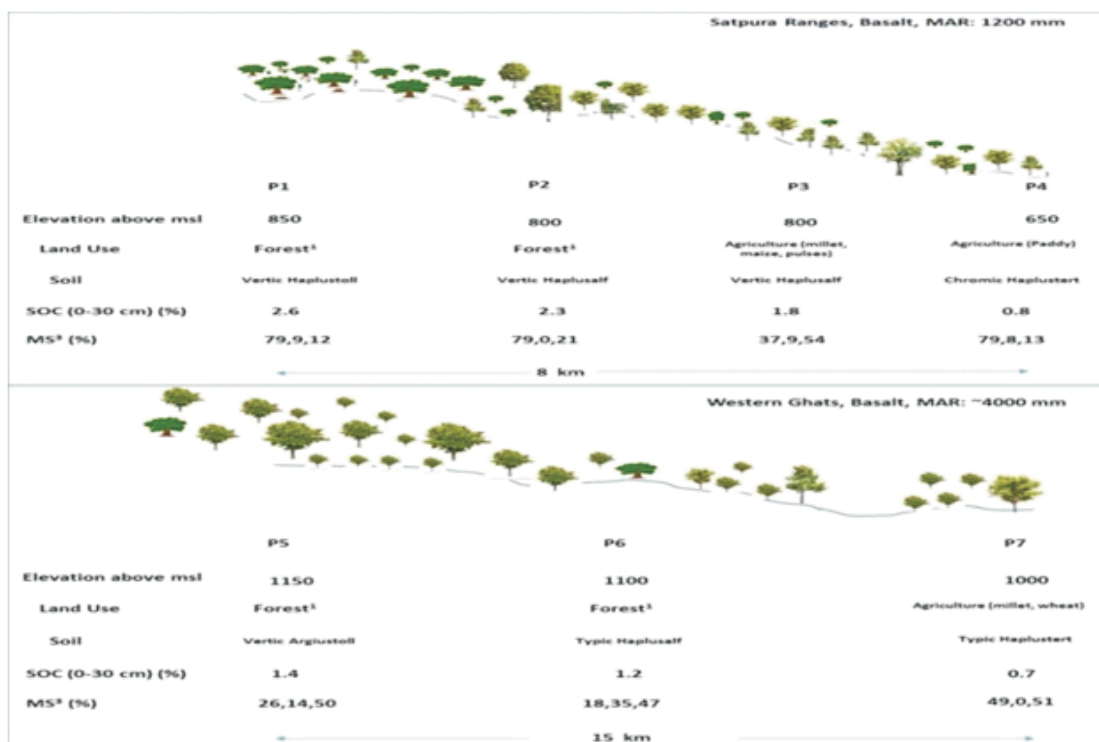 Satpura Ranges, Basalt, MAR: 1200 mm
P1 P2 P3 P4
Elevation above msl 850 800 800 650
Land Use Forest¹ Forest¹ Agriculture (millet, maize, pulses) Agriculture (Paddy)
Soil Vertic Haplustoll Vertic Haplusalf Vertic Haplusalf Chromic Haplustert
SOC (0-30 cm) (%) 2.6 2.3 1.8 0.8
MS³ (%) 79,9,12 79,0,21 37,9,54 79,8,13
8 km
Western Ghats, Basalt, MAR: ~4000 mm
P5 P6 P7
Elevation above msl 1150 1100 1000
Land Use Forest¹ Forest¹ Agriculture (millet, wheat)
Soil Vertic Argiustoll Typic Haplusalf Typic Haplustert
SOC (0-30 cm) (%) 1.4 1.2 0.7
MS³ (%) 26,14,50 18,35,47 49,0,51
15 km